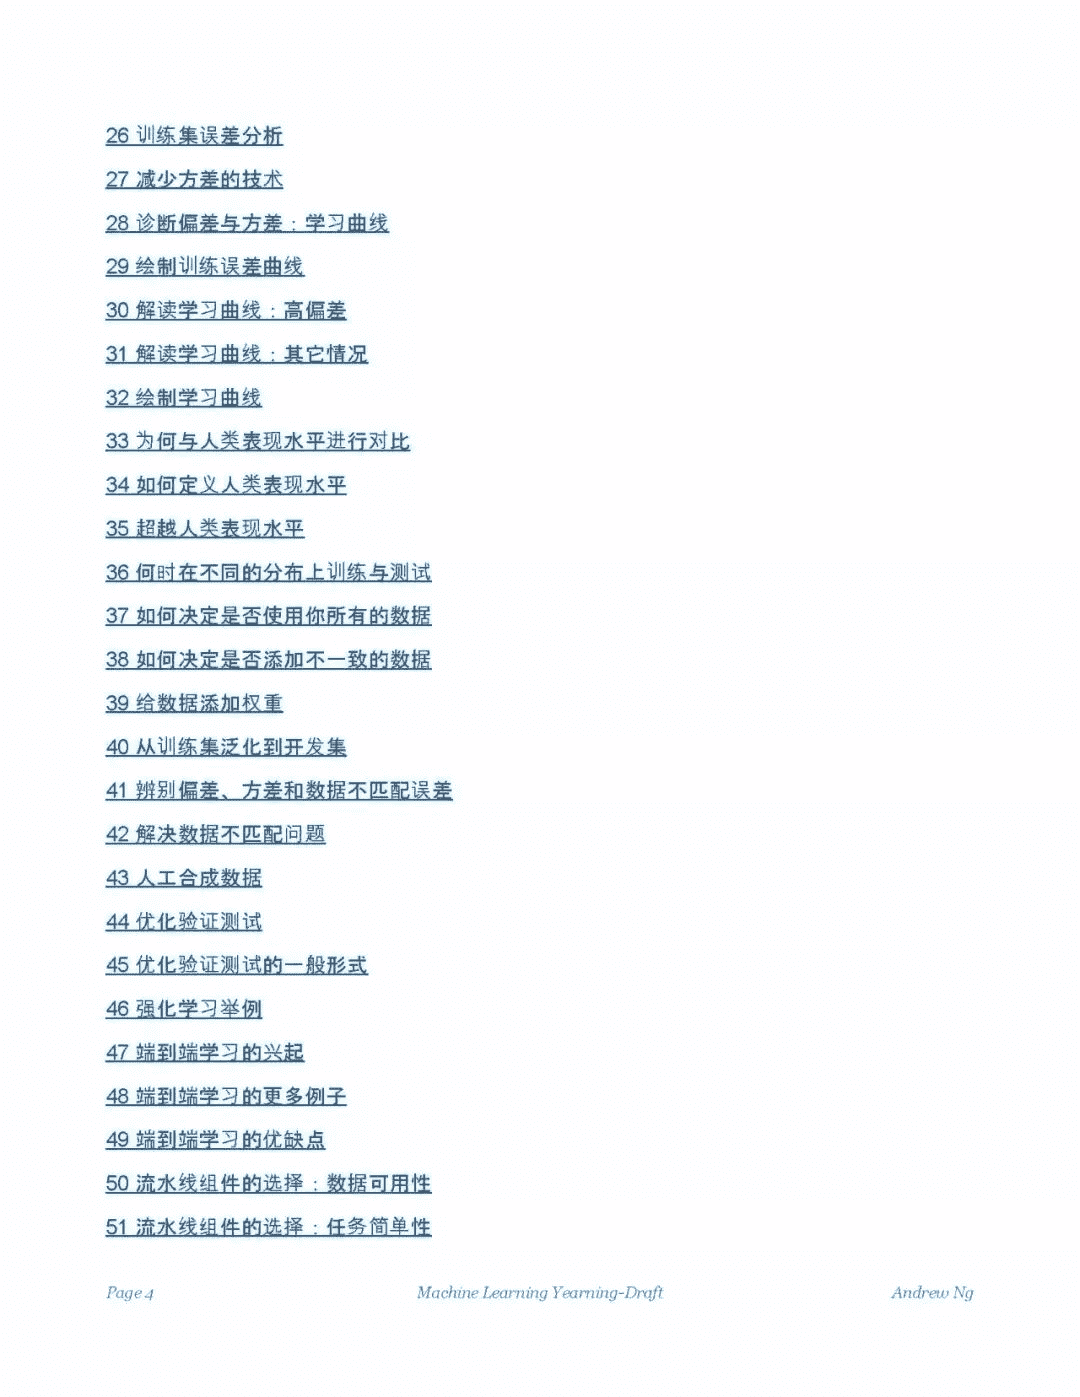 26 训练集误差分析
27 减少方差的技术
28 诊断偏差与方差：学习曲线
29 绘制训练误差曲线
30 解读学习曲线：高偏差
31 解读学习曲线：其它情况
32 绘制学习曲线
33 为何与人类表现水平进行对比
34 如何定义人类表现水平
35 超越人类表现水平
36 何时在不同的分布上训练与测试
37 如何决定是否使用你所有的数据
38 如何决定是否添加不一致的数据
39 给数据添加权重
40 从训练集泛化到开发集
41 辨别偏差、方差和数据不匹配误差
42 解决数据不匹配问题
43 人工合成数据
44 优化验证测试
45 优化验证测试的一般形式
46 强化学习举例
47 端到端学习的兴起
48 端到端学习的更多例子
49 端到端学习的优缺点
50 流水线组件的选择：数据可用性
51 流水线组件的选择：任务简单性
Page 4 Machine Learning Yearning-Draft Andrew Ng